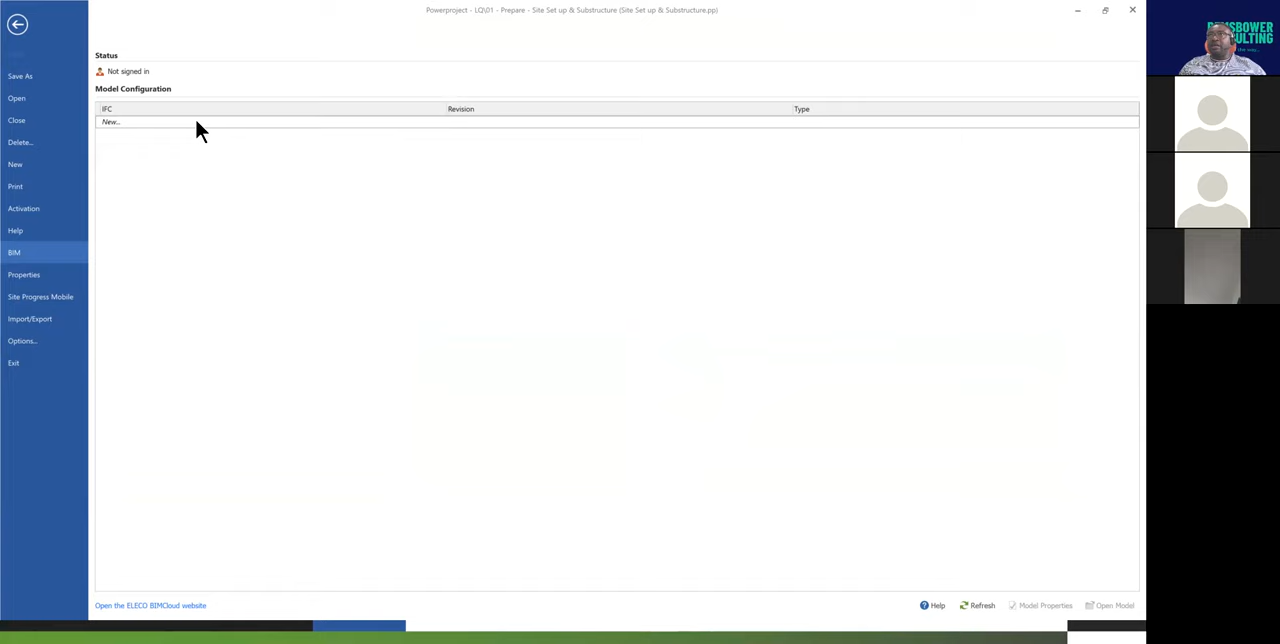 Powerproject - LQ\01 - Prepare - Site Set up & Substructure (Site Set up & Substructure.pp)
Save As
Open
Close
Delete...
New
Print
Activation
Help
BIM
Properties
Site Progress Mobile
Import/Export
Options...
Exit
Status
Not signed in
Model Configuration
IFC Revision Type
New...
Open the ELECO BIMCloud website
Help Refresh Model Properties Open Model